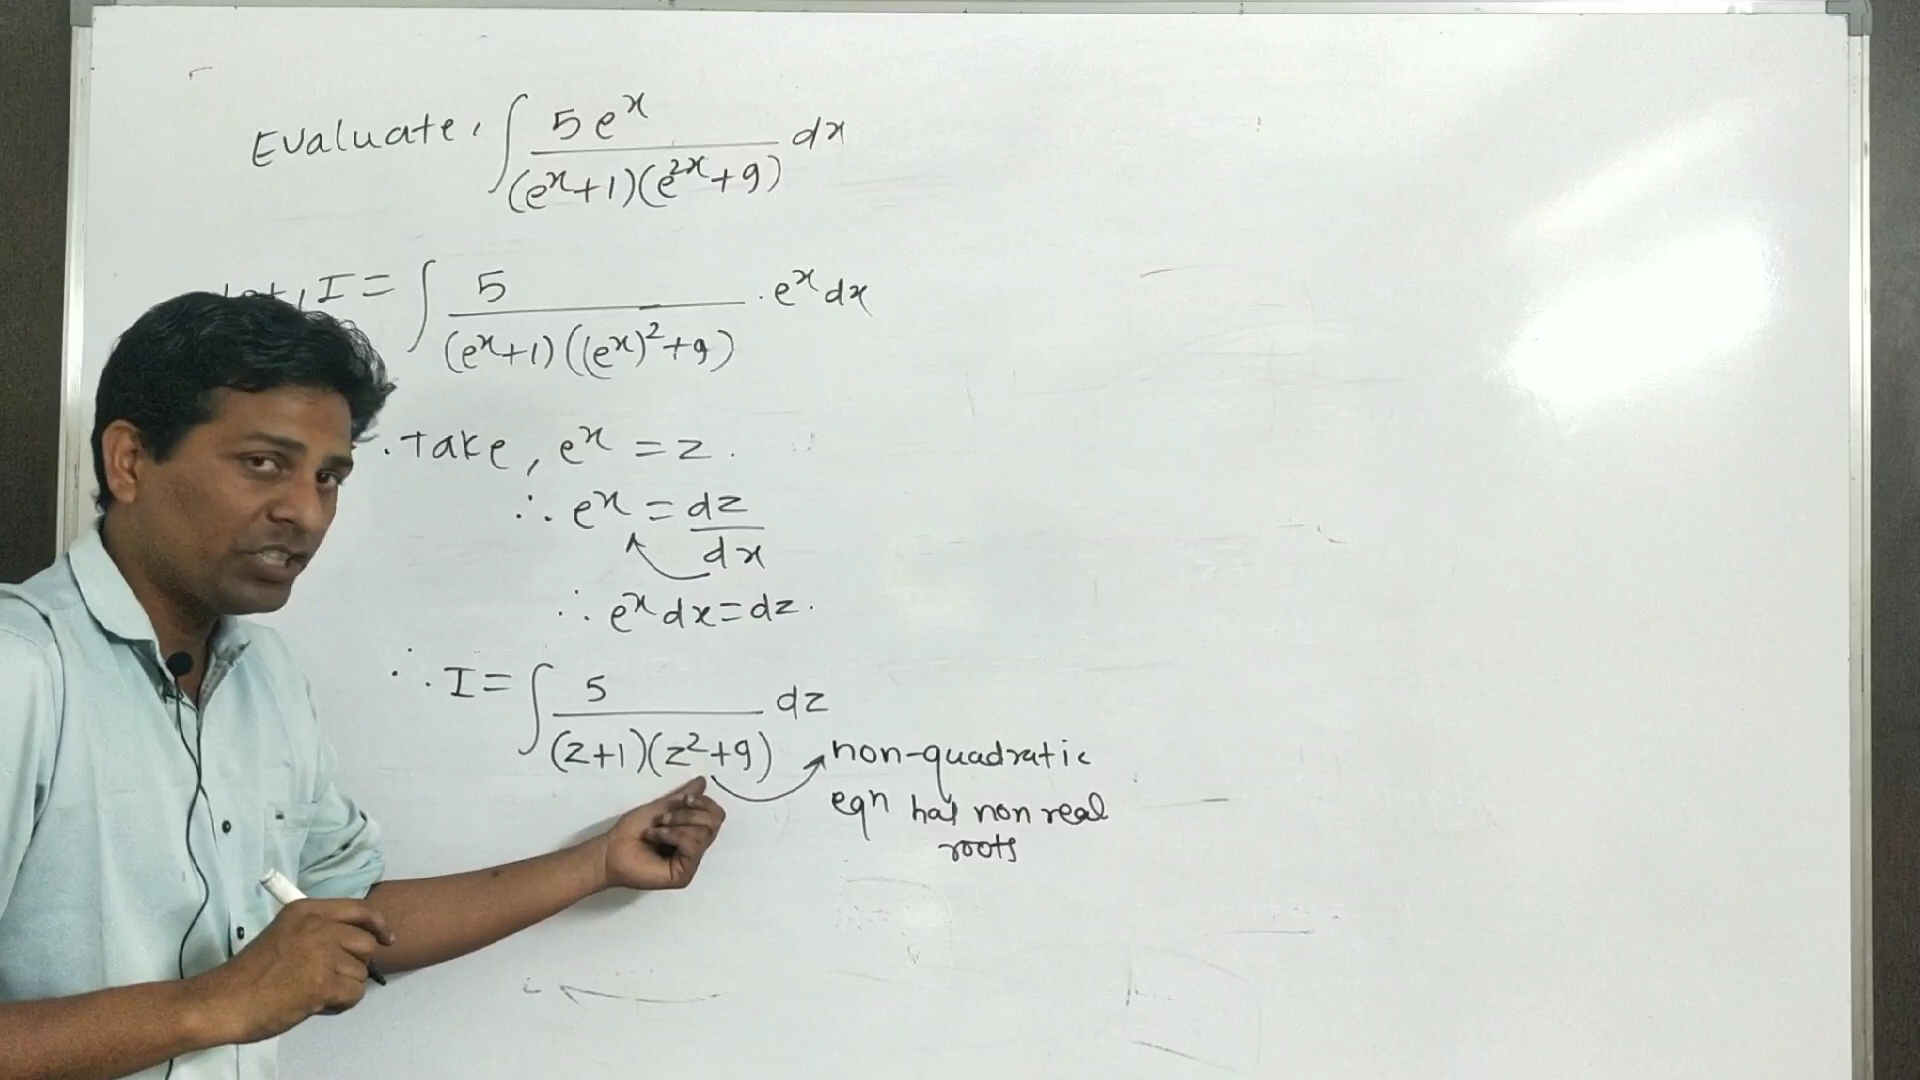 Evaluate, ∫ 5e^x / (e^x+1)(e^2x+9) dx
I = ∫ 5 / (e^x+1)((e^x)^2+9) . e^x dx
. Take, e^x = z .
∴ e^x = dz/dx
∴ e^x dx = dz .
∴ I = ∫ 5 / (z+1)(z^2+9) dz
non-quadratic
eqn has non real
roots